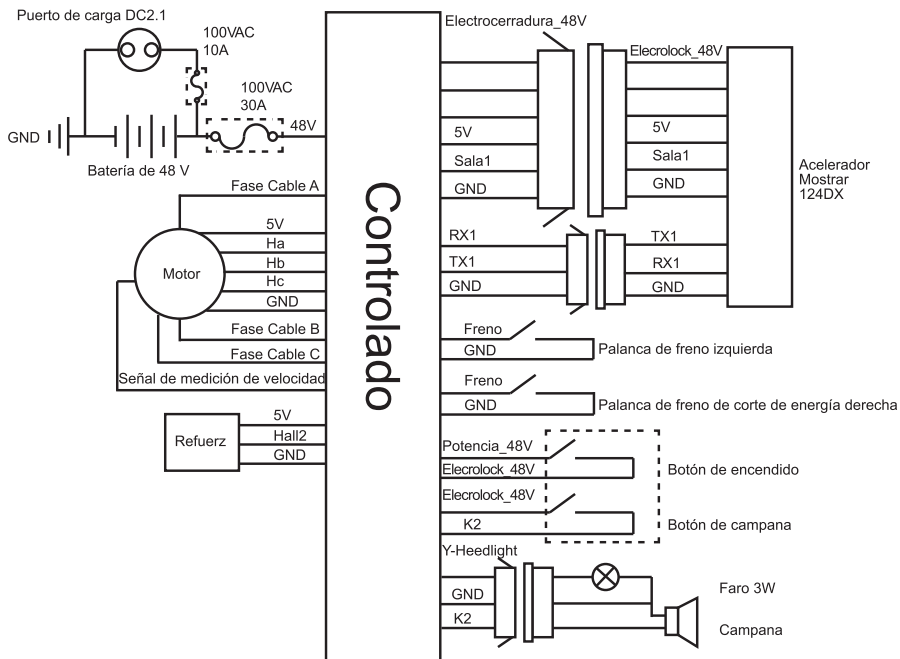 Puerto de carga DC2.1
100VAC
10A
100VAC
30A
48V
GND
Batería de 48 V
Fase Cable A
5V
Ha
Hb
Hc
GND
Motor
Fase Cable B
Fase Cable C
Señal de medición de velocidad
5V
Hall2
GND
Refuerz
Controlado
Electrocerradura_48V
5V
Sala1
GND
Elecrolock_48V
5V
Sala1
GND
Acelerador
Mostrar
124DX
RX1
TX1
GND
TX1
RX1
GND
Freno
GND
Palanca de freno izquierda
Freno
GND
Palanca de freno de corte de energía derecha
Potencia_48V
Elecrolock_48V
Botón de encendido
Elecrolock_48V
K2
Botón de campana
Y-Heedlight
GND
K2
Faro 3W
Campana